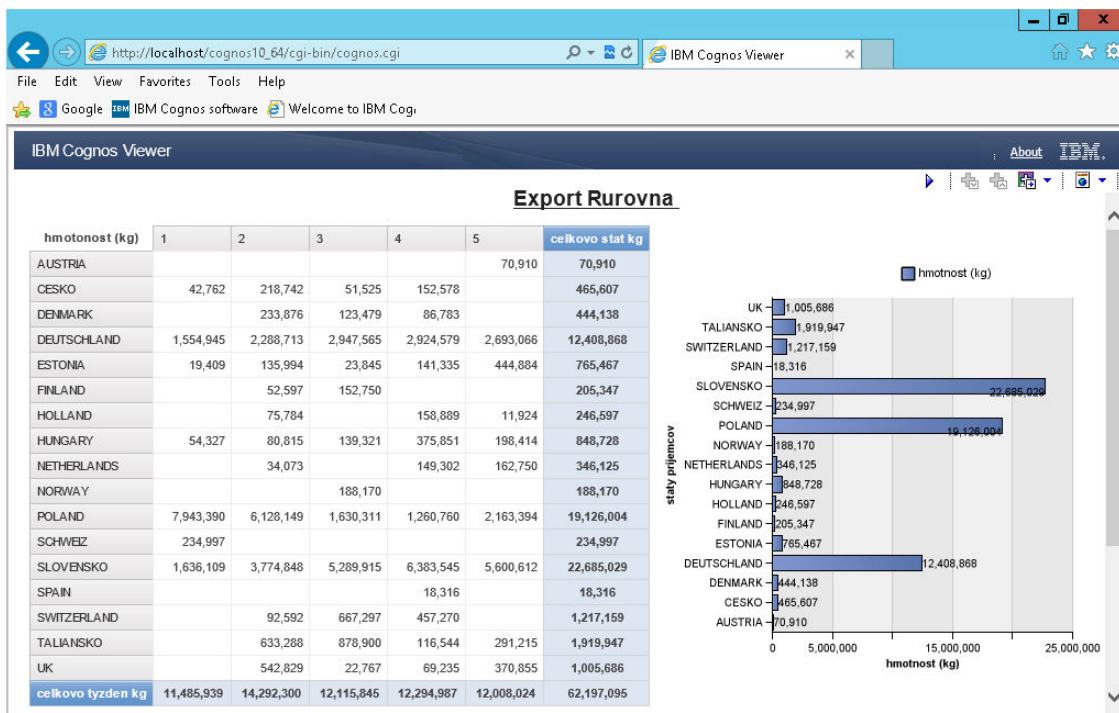 http://localhost/cognos10_64/cgi-bin/cognos.cgi
IBM Cognos Viewer
File Edit View Favorites Tools Help
Google IBM IBM Cognos software Welcome to IBM Cog
IBM Cognos Viewer
About IBM.
Export Rurovna
hmotonost (kg) 1 2 3 4 5 celkovo stat kg
AUSTRIA 70,910 70,910
CESKO 42,762 218,742 51,525 152,578 465,607
DENMARK 233,876 123,479 86,783 444,138
DEUTSCHLAND 1,554,945 2,288,713 2,947,565 2,924,579 2,693,066 12,408,868
ESTONIA 19,409 135,994 23,845 141,335 444,884 765,467
FINLAND 52,597 152,750 205,347
HOLLAND 75,784 158,889 11,924 246,597
HUNGARY 54,327 80,815 139,321 375,851 198,414 848,728
NETHERLANDS 34,073 149,302 162,750 346,125
NORWAY 188,170 188,170
POLAND 7,943,390 6,128,149 1,630,311 1,260,760 2,163,394 19,126,004
SCHWEIZ 234,997 234,997
SLOVENSKO 1,636,109 3,774,848 5,289,915 6,383,545 5,600,612 22,685,029
SPAIN 18,316 18,316
SWITZERLAND 92,592 667,297 457,270 1,217,159
TALIANSKO 633,288 878,900 116,544 291,215 1,919,947
UK 542,829 22,767 69,235 370,855 1,005,686
celkovo tyzden kg 11,485,939 14,292,300 12,115,845 12,294,987 12,008,024 62,197,095
hmotnost (kg)
staty prijemcov
UK 1,005,686
TALIANSKO 1,919,947
SWITZERLAND 1,217,159
SPAIN 18,316
SLOVENSKO 22,685,029
SCHWEIZ 234,997
POLAND 19,126,004
NORWAY 188,170
NETHERLANDS 346,125
HUNGARY 848,728
HOLLAND 246,597
FINLAND 205,347
ESTONIA 765,467
DEUTSCHLAND 12,408,868
DENMARK 444,138
CESKO 465,607
AUSTRIA 70,910
0 5,000,000 15,000,000 25,000,000
hmotnost (kg)